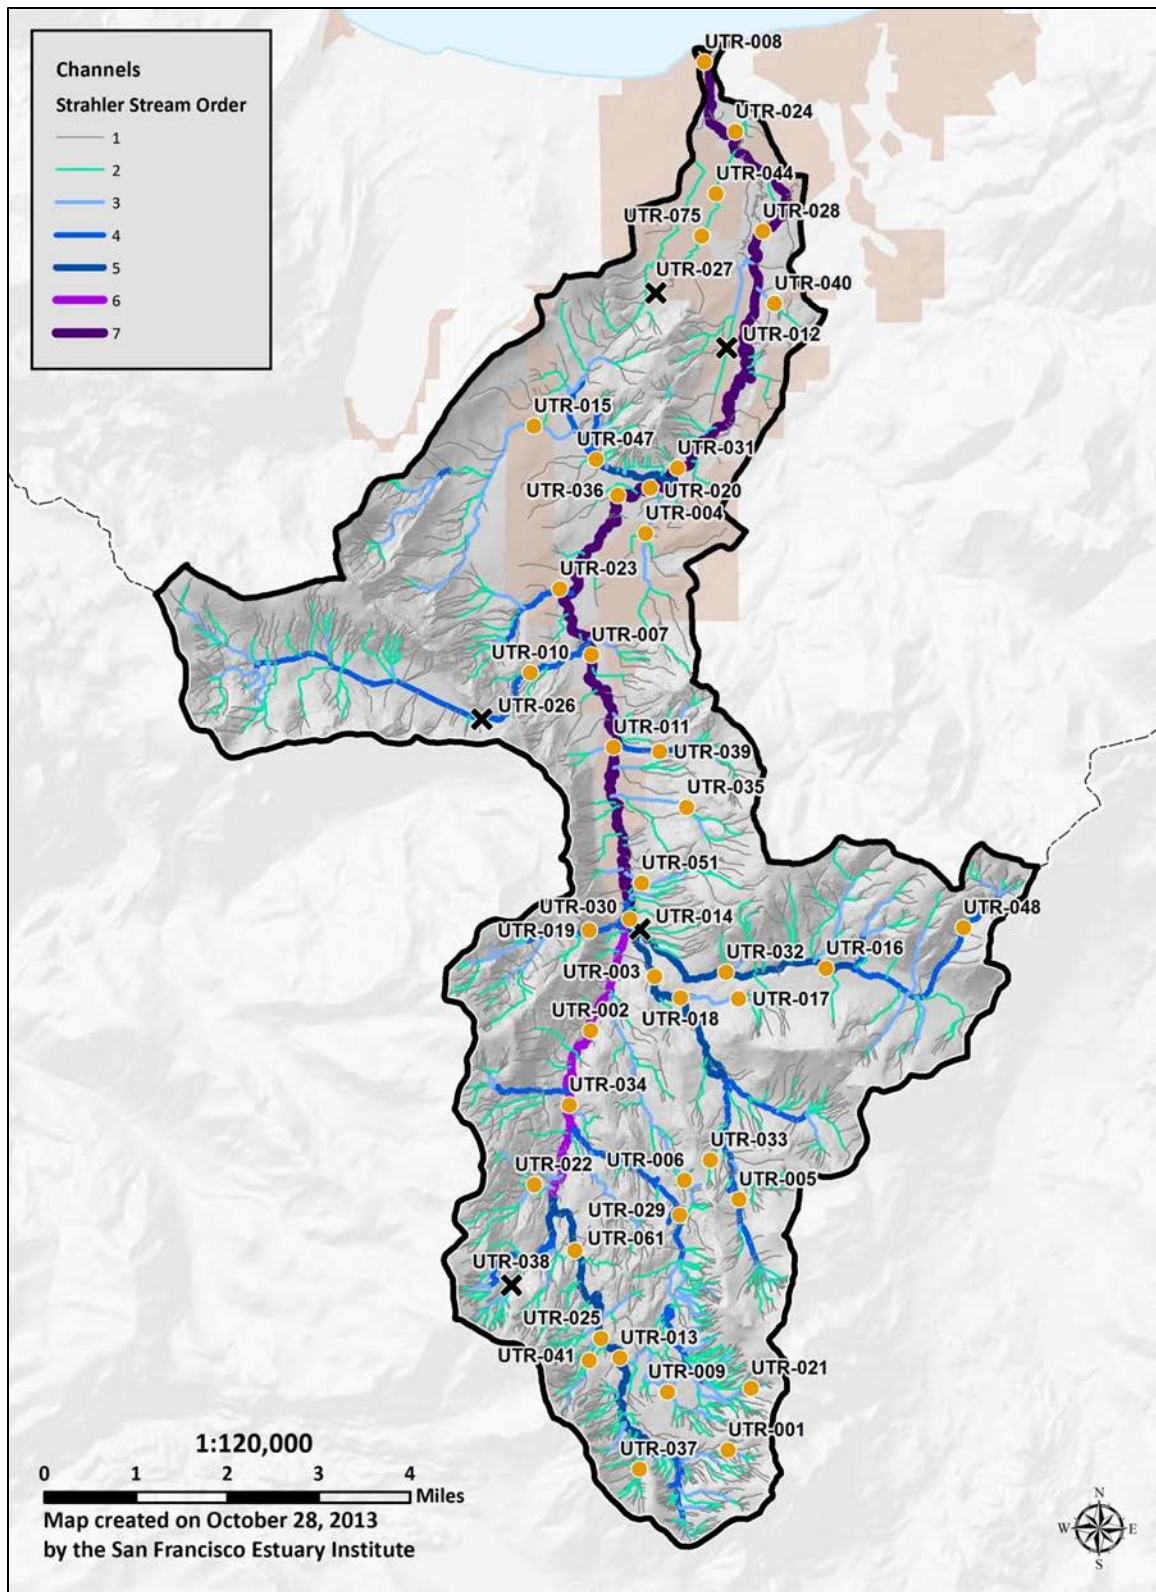 Channels
Strahler Stream Order
1
2
3
4
5
6
7
UTR-008
UTR-024
UTR-044
UTR-075
UTR-028
UTR-027
UTR-040
UTR-012
UTR-015
UTR-047
UTR-031
UTR-036
UTR-020
UTR-004
UTR-023
UTR-007
UTR-010
UTR-026
UTR-011
UTR-039
UTR-035
UTR-051
UTR-030
UTR-014
UTR-019
UTR-048
UTR-032
UTR-016
UTR-003
UTR-017
UTR-018
UTR-002
UTR-034
UTR-033
UTR-006
UTR-022
UTR-005
UTR-029
UTR-061
UTR-038
UTR-025
UTR-013
UTR-041
UTR-009
UTR-021
UTR-001
UTR-037
1:120,000
0 1 2 3 4
Miles
Map created on October 28, 2013
by the San Francisco Estuary Institute
N
W E
S